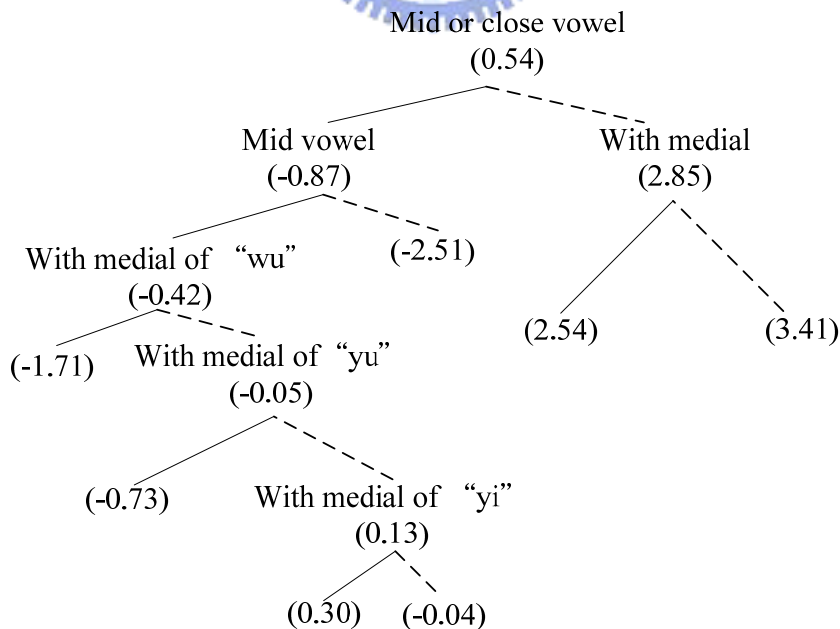 Mid or close vowel
(0.54)
Mid vowel
(-0.87)
With medial
(2.85)
With medial of “wu”
(-0.42)
(-2.51)
(2.54)
(3.41)
(-1.71)
With medial of “yu”
(-0.05)
(-0.73)
With medial of “yi”
(0.13)
(0.30)
(-0.04)